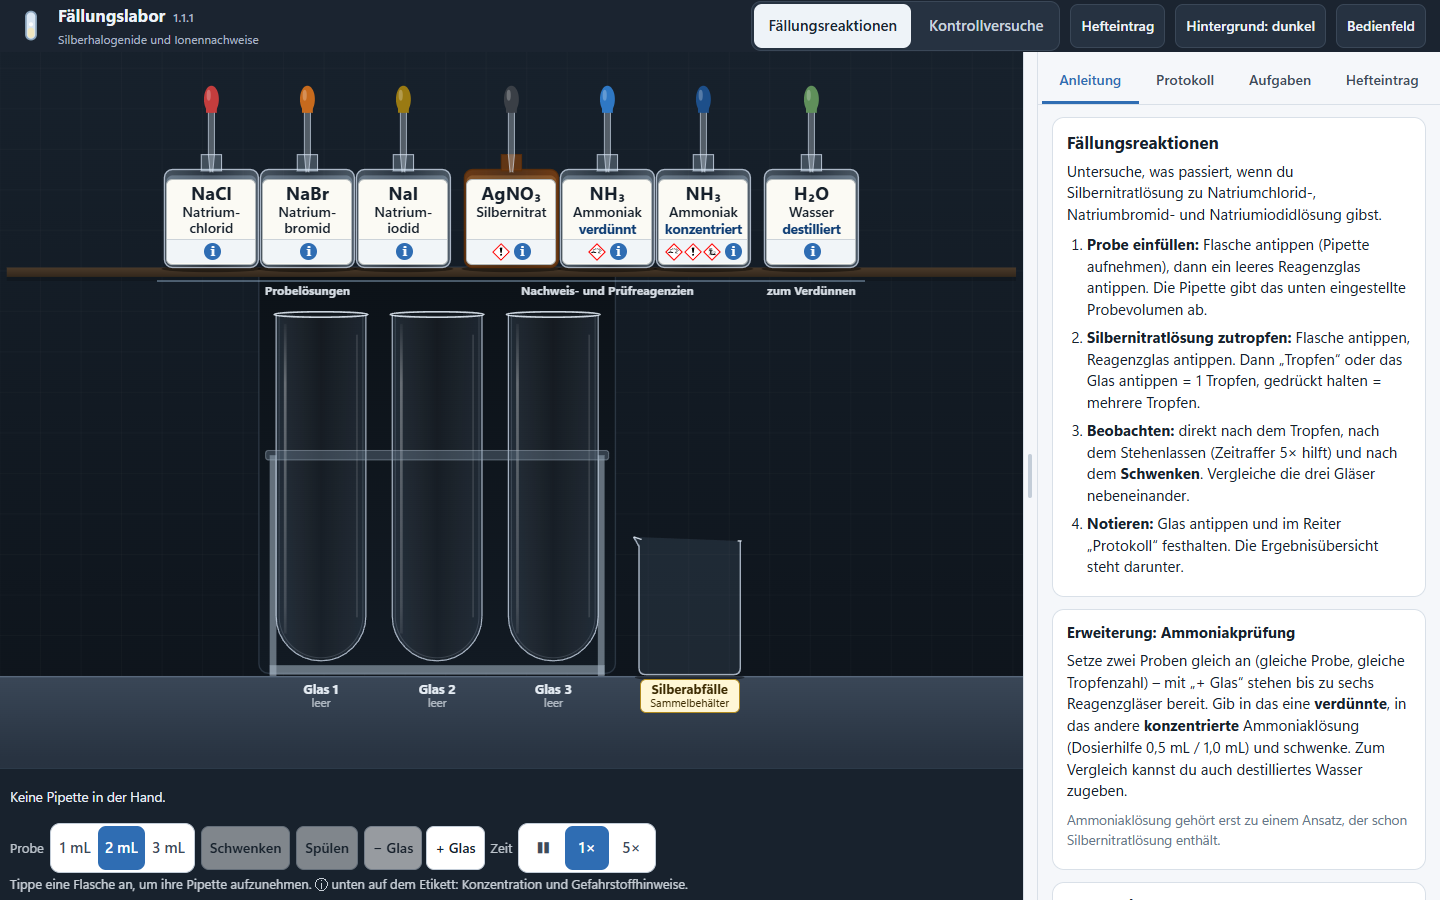 Fällungslabor 1.1.1
Silberhalogenide und Ionennachweise
Fällungsreaktionen
Kontrollversuche
Hefteintrag
Hintergrund: dunkel
Bedienfeld
NaCl
Natrium-
chlorid
NaBr
Natrium-
bromid
NaI
Natrium-
iodid
AgNO₃
Silbernitrat
NH₃
Ammoniak
verdünnt
NH₃
Ammoniak
konzentriert
H₂O
Wasser
destilliert
Probelösungen
Nachweis- und Prüfreagenzien
zum Verdünnen
Glas 1
leer
Glas 2
leer
Glas 3
leer
Silberabfälle
Sammelbehälter
Keine Pipette in der Hand.
Probe 1 mL 2 mL 3 mL Schwenken Spülen − Glas + Glas Zeit 1× 5×
Tippe eine Flasche an, um ihre Pipette aufzunehmen. ⓘ unten auf dem Etikett: Konzentration und Gefahrstoffhinweise.
Anleitung Protokoll Aufgaben Hefteintrag
Fällungsreaktionen
Untersuche, was passiert, wenn du
Silbernitratlösung zu Natriumchlorid-,
Natriumbromid- und Natriumiodidlösung gibst.
1. Probe einfüllen: Flasche antippen (Pipette
aufnehmen), dann ein leeres Reagenzglas
antippen. Die Pipette gibt das unten eingestellte
Probevolumen ab.
2. Silbernitratlösung zutropfen: Flasche antippen,
Reagenzglas antippen. Dann „Tropfen“ oder das
Glas antippen = 1 Tropfen, gedrückt halten =
mehrere Tropfen.
3. Beobachten: direkt nach dem Tropfen, nach
dem Stehenlassen (Zeitraffer 5× hilft) und nach
dem Schwenken. Vergleiche die drei Gläser
nebeneinander.
4. Notieren: Glas antippen und im Reiter
„Protokoll“ festhalten. Die Ergebnisübersicht
steht darunter.
Erweiterung: Ammoniakprüfung
Setze zwei Proben gleich an (gleiche Probe, gleiche
Tropfenzahl) – mit „+ Glas“ stehen bis zu sechs
Reagenzgläser bereit. Gib in das eine verdünnte, in
das andere konzentrierte Ammoniaklösung
(Dosierhilfe 0,5 mL / 1,0 mL) und schwenke. Zum
Vergleich kannst du auch destilliertes Wasser
zugeben.
Ammoniaklösung gehört erst zu einem Ansatz, der schon
Silbernitratlösung enthält.